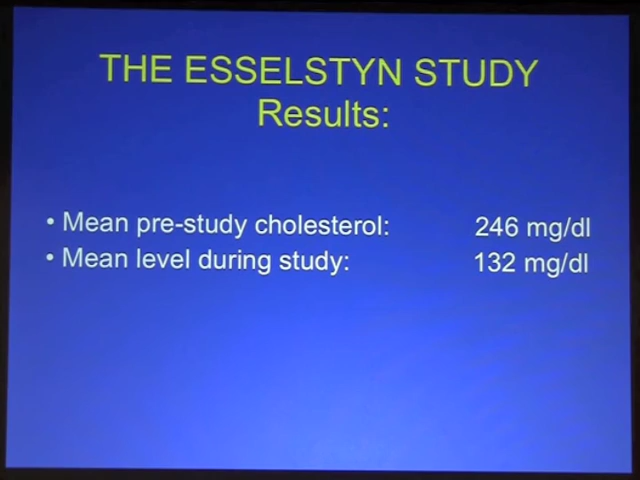 THE ESSELSTYN STUDY
Results:
• Mean pre-study cholesterol: 246 mg/dl
• Mean level during study: 132 mg/dl